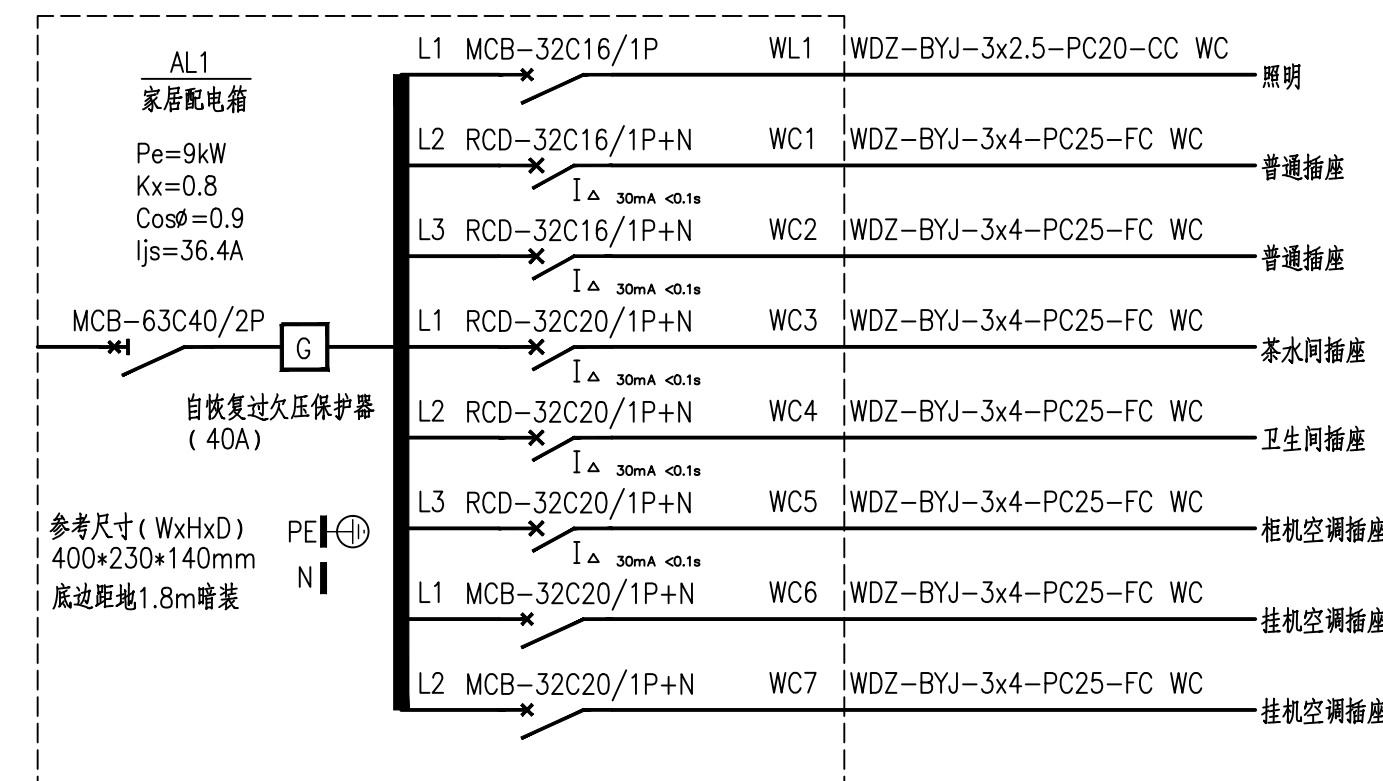 AL1
家居配电箱
Pe=9kW
Kx=0.8
Cosø=0.9
Ijs=36.4A
MCB-63C40/2P
G
自恢复过欠压保护器
(40A)
参考尺寸(WxHxD)
400*230*140mm
底边距地1.8m暗装
PE
N
L1 MCB-32C16/1P WL1 WDZ-BYJ-3x2.5-PC20-CC WC
照明
L2 RCD-32C16/1P+N WC1 WDZ-BYJ-3x4-PC25-FC WC
普通插座
I△ 30mA <0.1s
L3 RCD-32C16/1P+N WC2 WDZ-BYJ-3x4-PC25-FC WC
普通插座
I△ 30mA <0.1s
L1 RCD-32C20/1P+N WC3 WDZ-BYJ-3x4-PC25-FC WC
茶水间插座
I△ 30mA <0.1s
L2 RCD-32C20/1P+N WC4 WDZ-BYJ-3x4-PC25-FC WC
卫生间插座
I△ 30mA <0.1s
L3 RCD-32C20/1P+N WC5 WDZ-BYJ-3x4-PC25-FC WC
柜机空调插座
I△ 30mA <0.1s
L1 MCB-32C20/1P+N WC6 WDZ-BYJ-3x4-PC25-FC WC
挂机空调插座
L2 MCB-32C20/1P+N WC7 WDZ-BYJ-3x4-PC25-FC WC
挂机空调插座